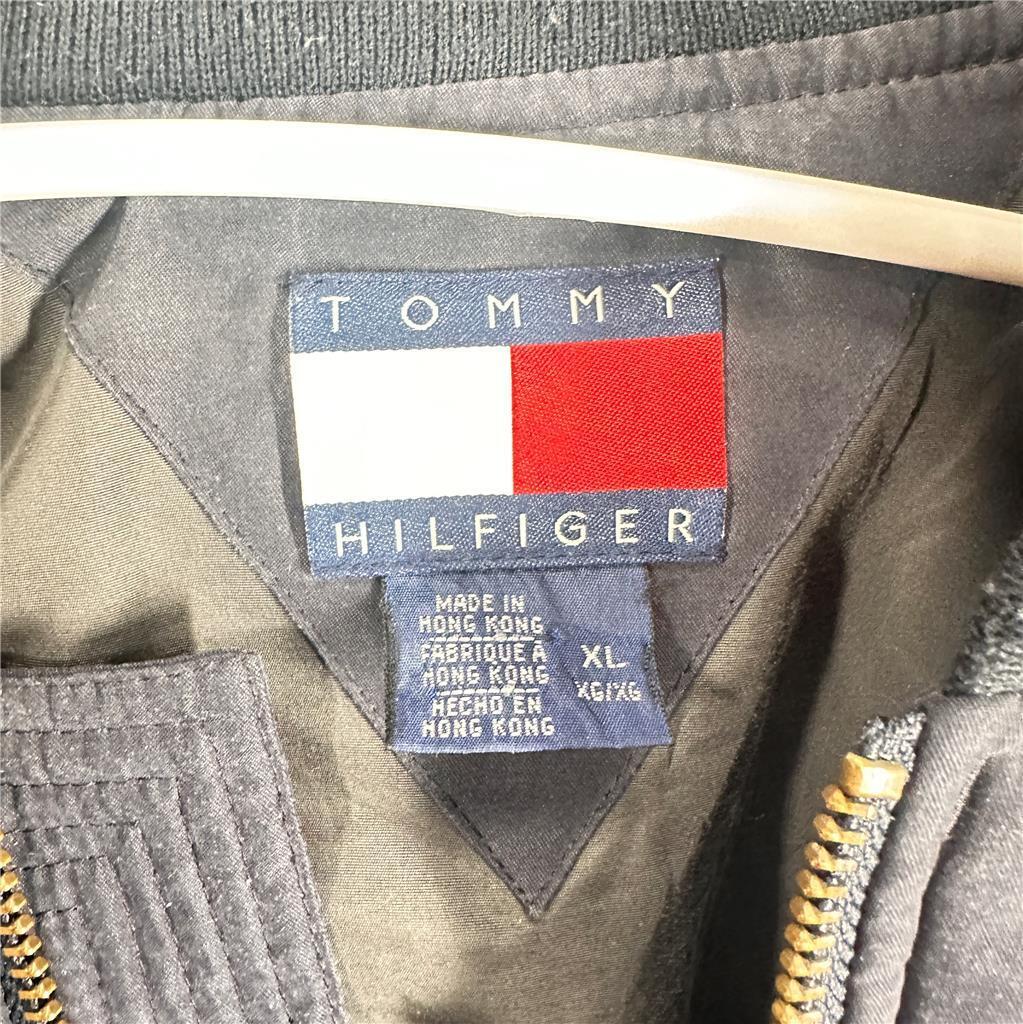 TOMMY
HILFIGER
MADE IN
HONG KONG
FABRIQUE À
HONG KONG
HECHO EN
HONG KONG
XL
XG/XG